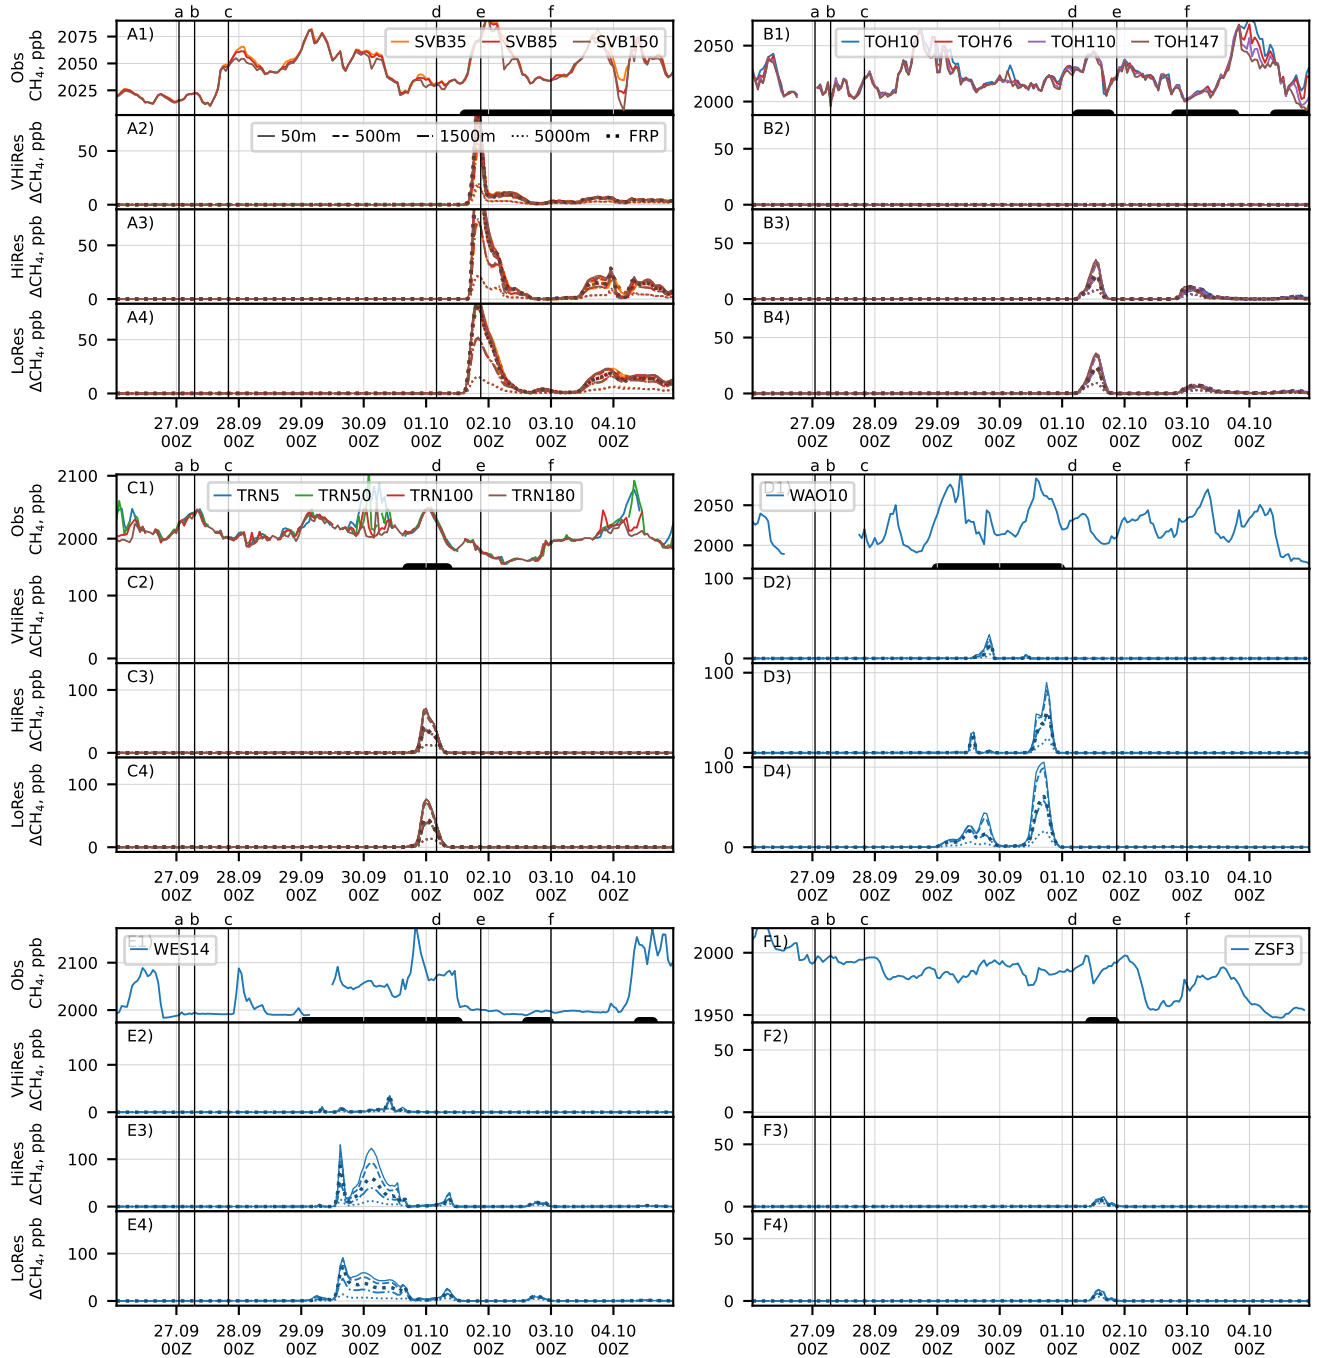 a b c d e f
A1) SVB35 SVB85 SVB150
2075
2050
2025
Obs
CH₄, ppb
A2) 50m 500m 1500m 5000m FRP
50
0
VHiRes
ΔCH₄, ppb
A3)
50
0
HiRes
ΔCH₄, ppb
A4)
50
0
LoRes
ΔCH₄, ppb
27.09 28.09 29.09 30.09 01.10 02.10 03.10 04.10
00Z 00Z 00Z 00Z 00Z 00Z 00Z 00Z
a b c d e f
B1) TOH10 TOH76 TOH110 TOH147
2050
2000
B2)
50
0
B3)
50
0
B4)
50
0
27.09 28.09 29.09 30.09 01.10 02.10 03.10 04.10
00Z 00Z 00Z 00Z 00Z 00Z 00Z 00Z
a b c d e f
C1) TRN5 TRN50 TRN100 TRN180
2100
2000
Obs
CH₄, ppb
C2)
100
0
VHiRes
ΔCH₄, ppb
C3)
100
0
HiRes
ΔCH₄, ppb
C4)
100
0
LoRes
ΔCH₄, ppb
27.09 28.09 29.09 30.09 01.10 02.10 03.10 04.10
00Z 00Z 00Z 00Z 00Z 00Z 00Z 00Z
a b c d e f
D1) WAO10
2050
2000
D2)
100
0
D3)
100
0
D4)
100
0
27.09 28.09 29.09 30.09 01.10 02.10 03.10 04.10
00Z 00Z 00Z 00Z 00Z 00Z 00Z 00Z
a b c d e f
E1) WES14
2100
2000
Obs
CH₄, ppb
E2)
100
0
VHiRes
ΔCH₄, ppb
E3)
100
0
HiRes
ΔCH₄, ppb
E4)
100
0
LoRes
ΔCH₄, ppb
27.09 28.09 29.09 30.09 01.10 02.10 03.10 04.10
00Z 00Z 00Z 00Z 00Z 00Z 00Z 00Z
a b c d e f
F1) ZSF3
2000
1950
F2)
50
0
F3)
50
0
F4)
50
0
27.09 28.09 29.09 30.09 01.10 02.10 03.10 04.10
00Z 00Z 00Z 00Z 00Z 00Z 00Z 00Z